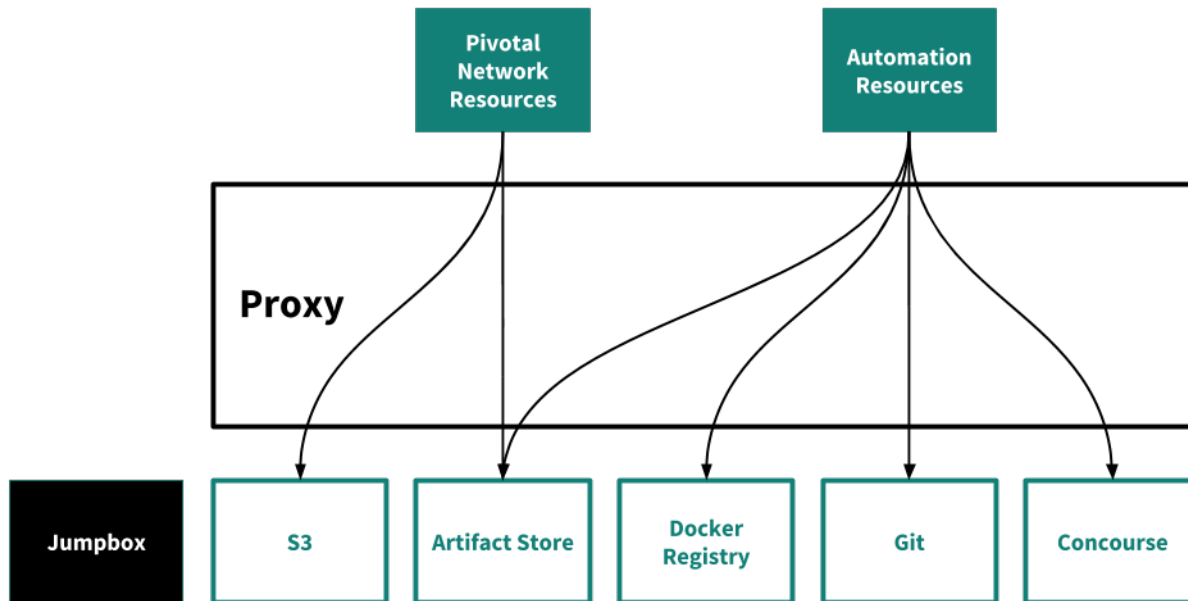 Pivotal
Network
Resources
Automation
Resources
Proxy
Jumpbox
S3
Artifact Store
Docker
Registry
Git
Concourse